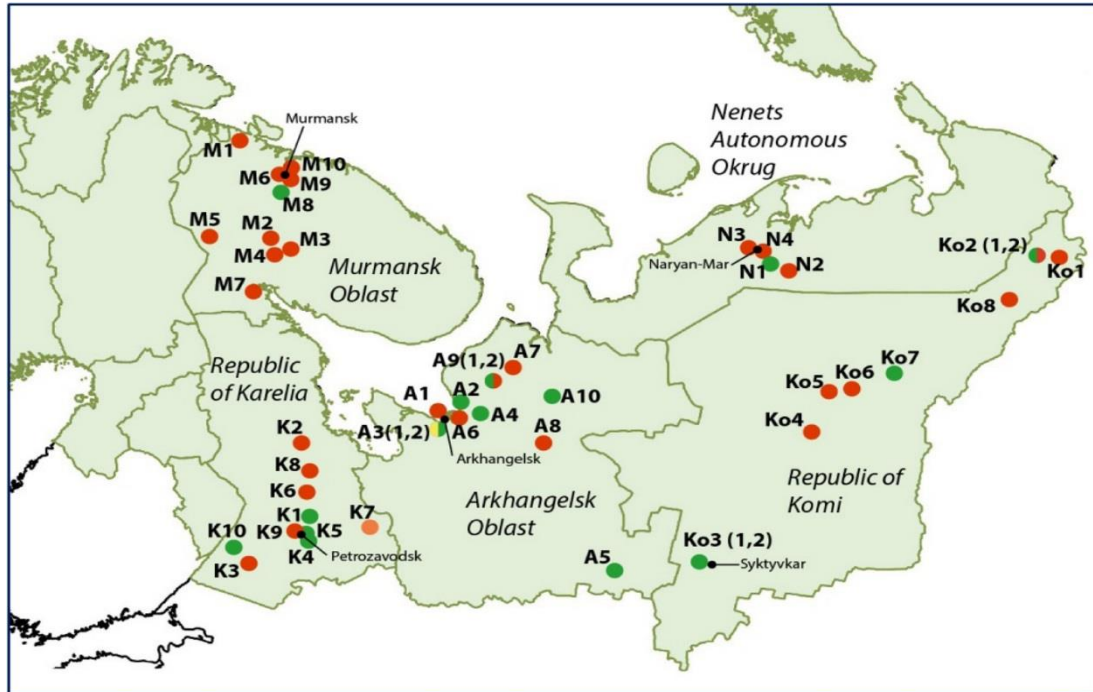 Murmansk
M1
M10
M6
M9
M8
M5
M2
M3
M4
M7
Murmansk
Oblast
Nenets
Autonomous
Okrug
N3
N4
Naryan-Mar
N1
N2
Ko2 (1,2)
Ko1
Ko8
Republic
of Karelia
A9(1,2)
A7
A1
A2
A4
A10
A3(1,2)
A6
A8
Arkhangelsk
Ko7
Ko6
Ko5
Ko4
K2
K8
K6
K1
K7
K10
K9
K5
K4
Petrozavodsk
K3
Arkhangelsk
Oblast
A5
Republic of
Komi
Ko3 (1,2)
Syktyvkar